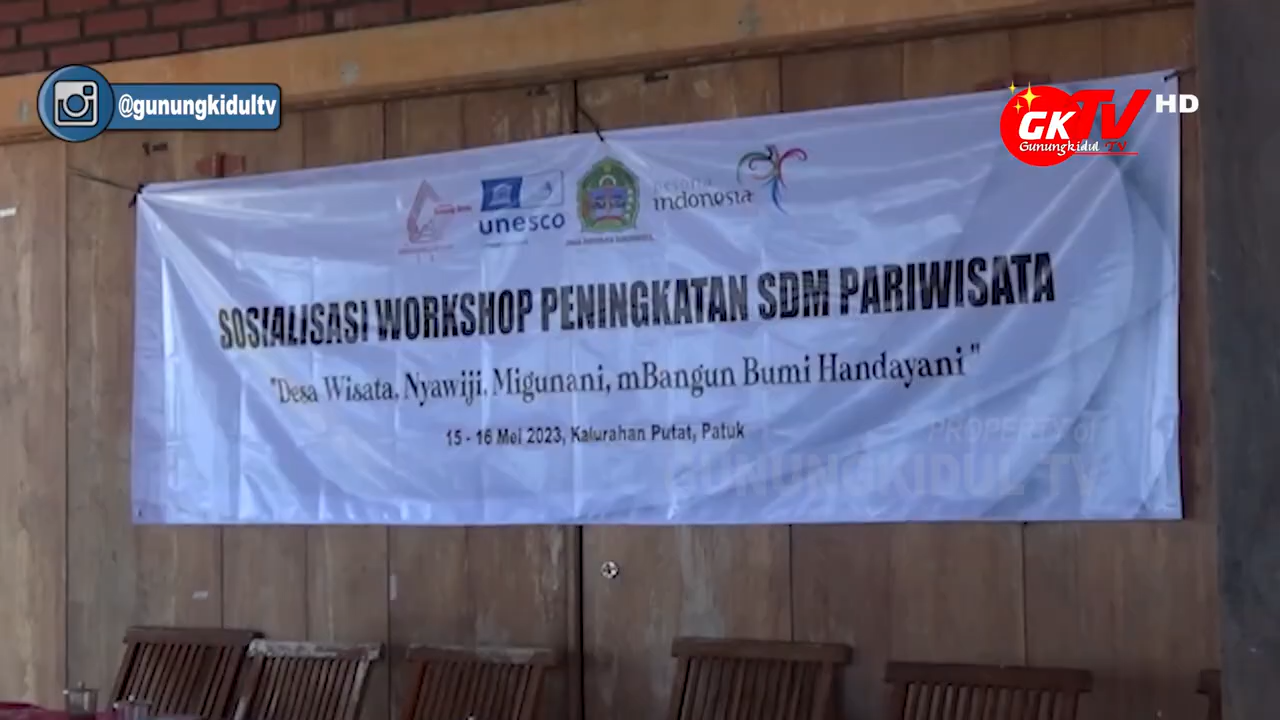 @gunungkidultv
GKTV HD
Gunungkidul TV
unesco
pesona
indonesia
SOSIALISASI WORKSHOP PENINGKATAN SDM PARIWISATA
"Desa Wisata, Nyawiji, Migunani, mBangun Bumi Handayani"
15 - 16 Mei 2023, Kalurahan Putat, Patuk
PROPERTY of
GUNUNGKIDUL TV